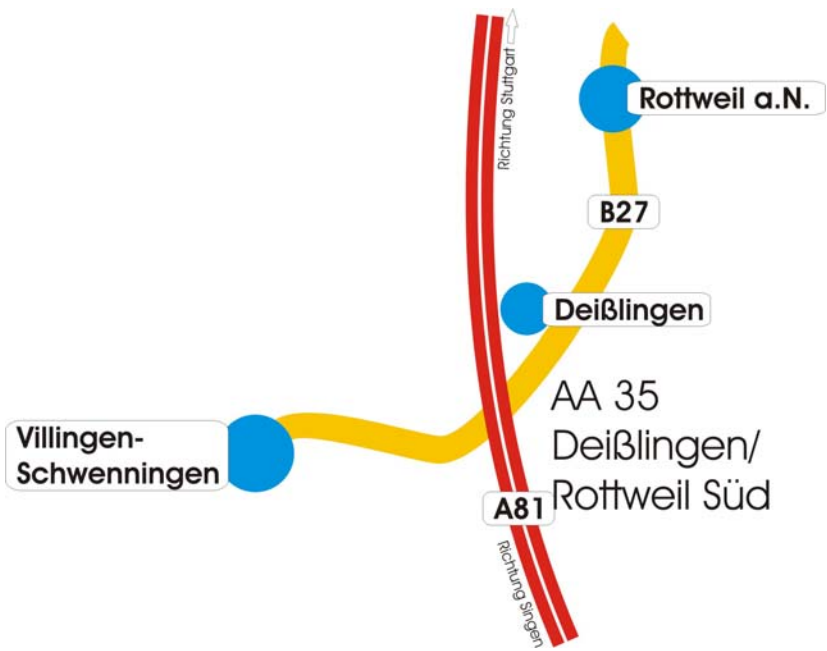 Richtung Stuttgart
Rottweil a.N.
B27
Deißlingen
AA 35
Deißlingen/
Rottweil Süd
Villingen-
Schwenningen
A81
Richtung Singen